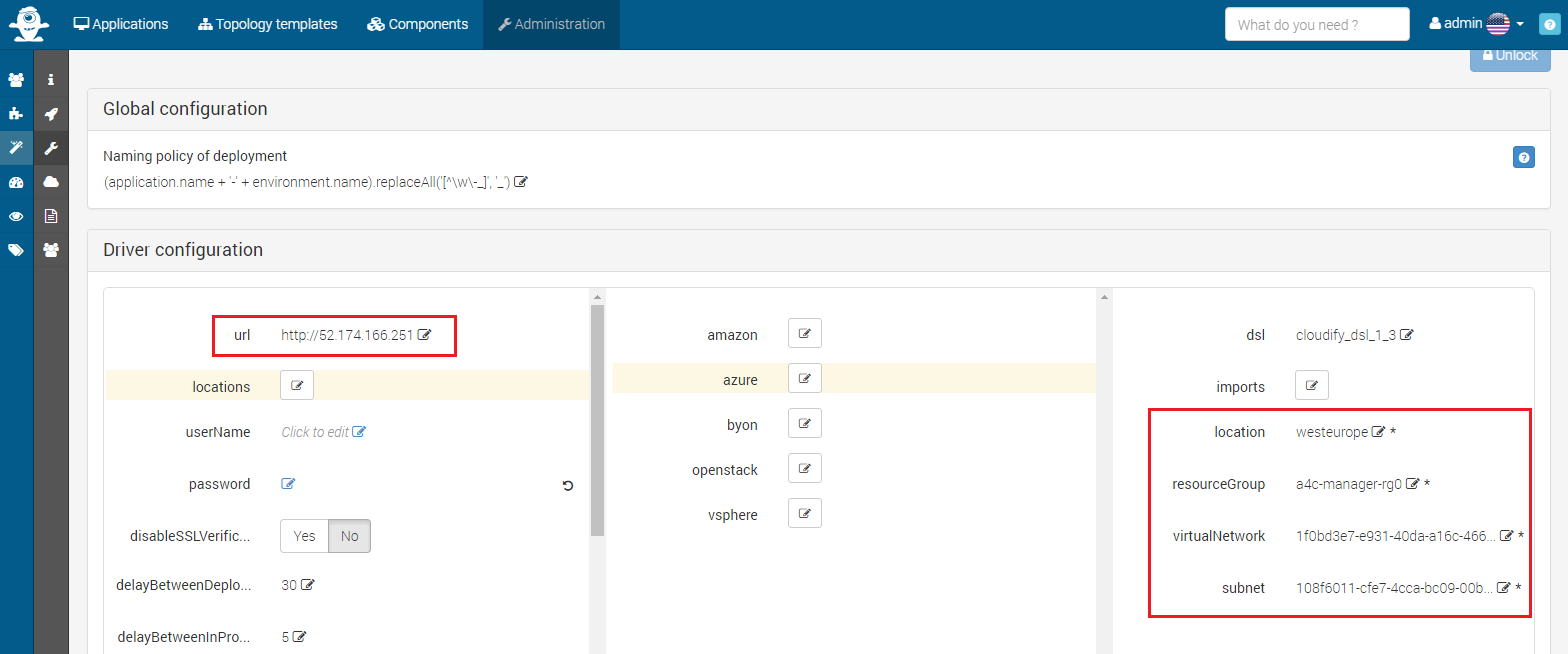 Applications
Topology templates
Components
Administration
What do you need ?
admin
Unlock
Global configuration
Naming policy of deployment
(application.name + '-' + environment.name).replaceAll('[^\w\-_]', '_')
Driver configuration
url http://52.174.166.251
locations
userName Click to edit
password
disableSSLVerific... Yes No
delayBetweenDeplo... 30
delayBetweenInPro... 5
amazon
azure
byon
openstack
vsphere
dsl cloudify_dsl_1_3
imports
location westeurope *
resourceGroup a4c-manager-rg0 *
virtualNetwork 1f0bd3e7-e931-40da-a16c-466... *
subnet 108f6011-cfe7-4cca-bc09-00b... *